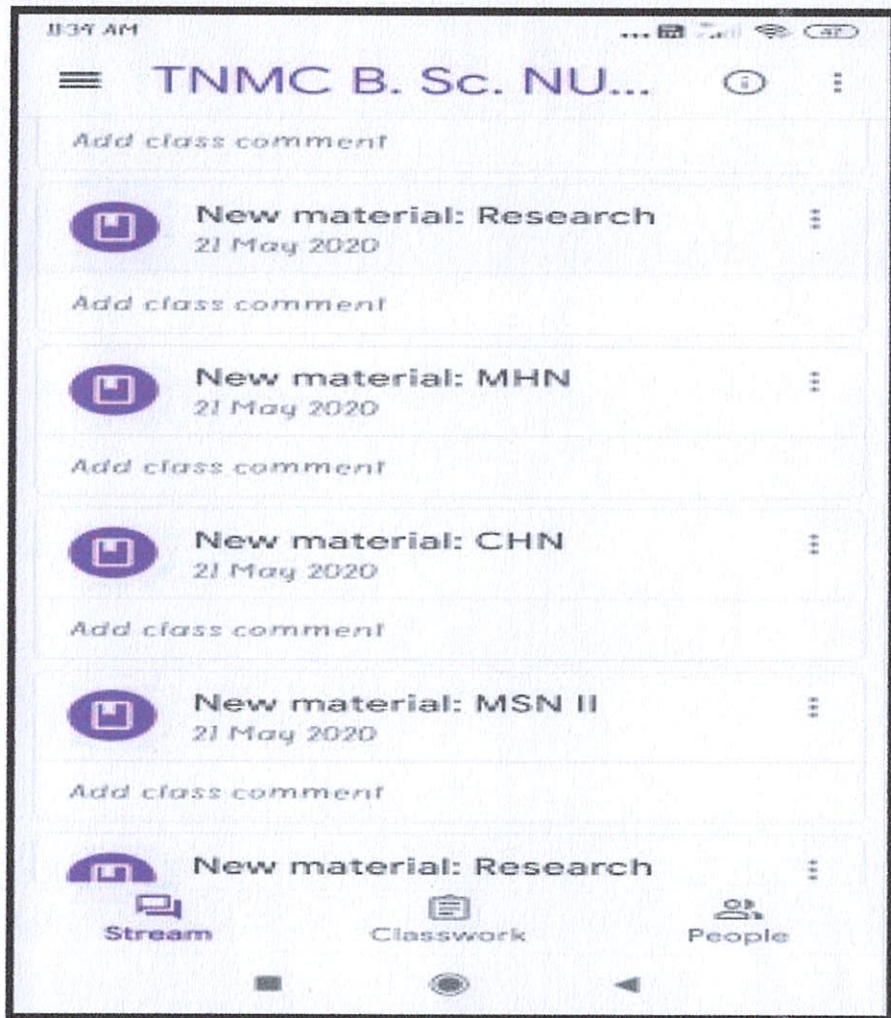 11:34 AM
TNMC B. Sc. NU...
Add class comment
New material: Research
21 May 2020
Add class comment
New material: MHN
21 May 2020
Add class comment
New material: CHN
21 May 2020
Add class comment
New material: MSN II
21 May 2020
Add class comment
New material: Research
Stream
Classwork
People